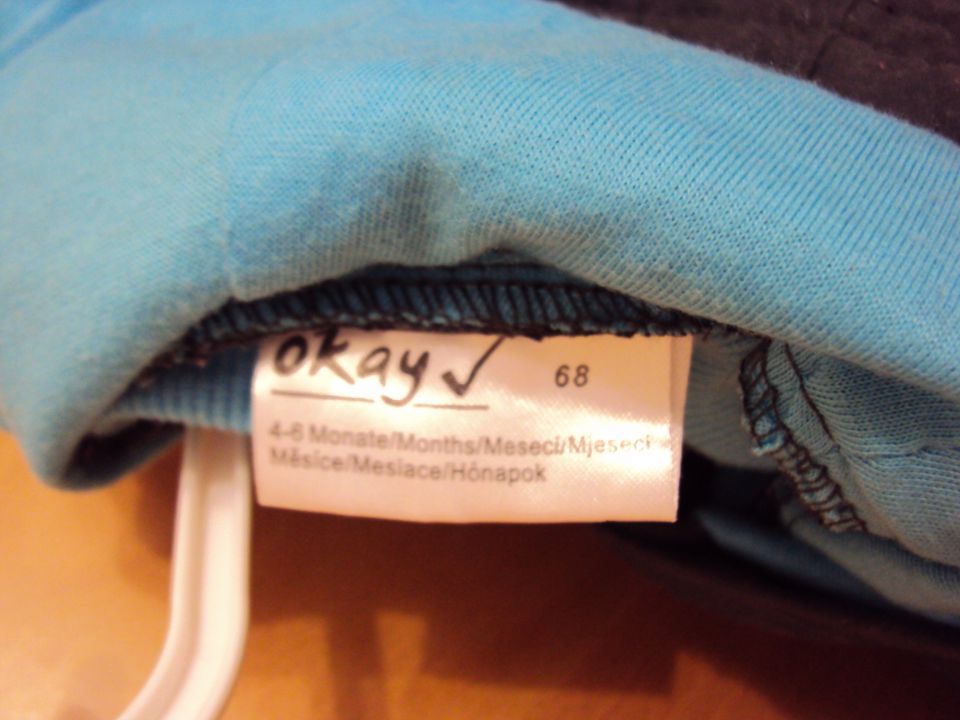 okay✓ 68
4-6 Monate/Months/Meseci/Mjeseci
Měsíce/Mesiace/Hónapok